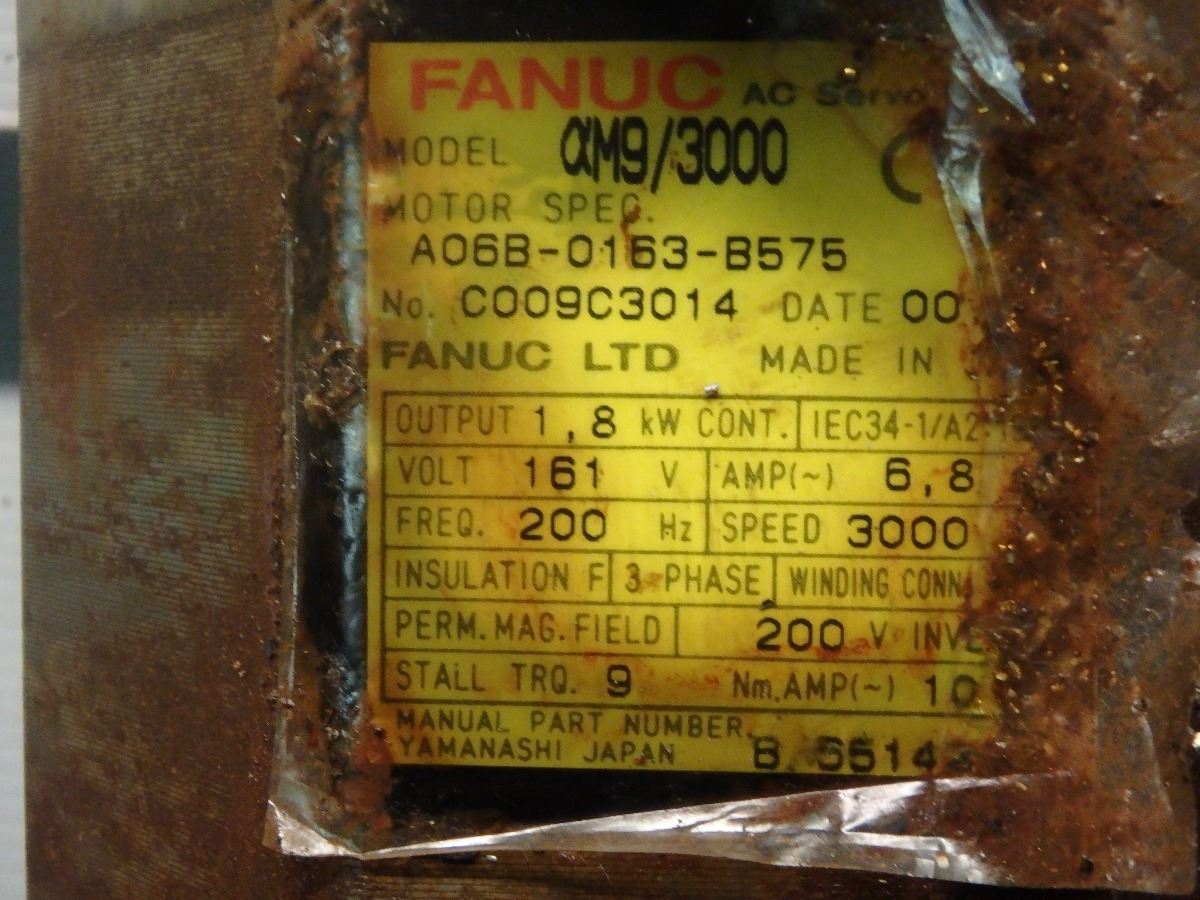 FANUC AC Servo
MODEL αM9/3000
MOTOR SPEC.
A06B-0163-B575
No. C009C3014 DATE 00
FANUC LTD MADE IN
OUTPUT 1,8 kW CONT. IEC34-1/A2
VOLT 161 V AMP(~) 6,8
FREQ. 200 Hz SPEED 3000
INSULATION F 3-PHASE WINDING
PERM.MAG.FIELD 200 V
STALL TRQ. 9 Nm.AMP(~) 10
MANUAL PART NUMBER.
YAMANASHI JAPAN